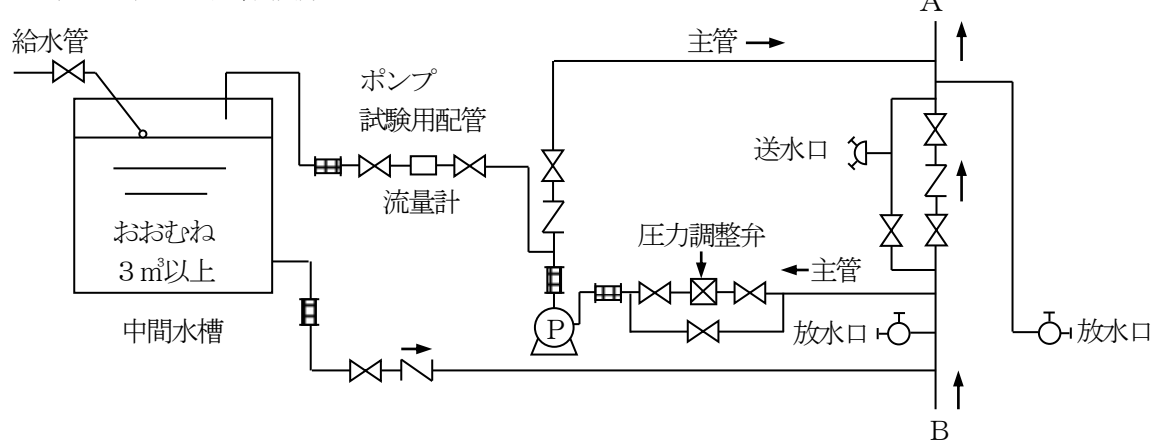 A
給水管
主管
ポンプ
試験用配管
送水口
流量計
おおむね
３㎥以上
圧力調整弁
主管
中間水槽
P
放水口
放水口
B